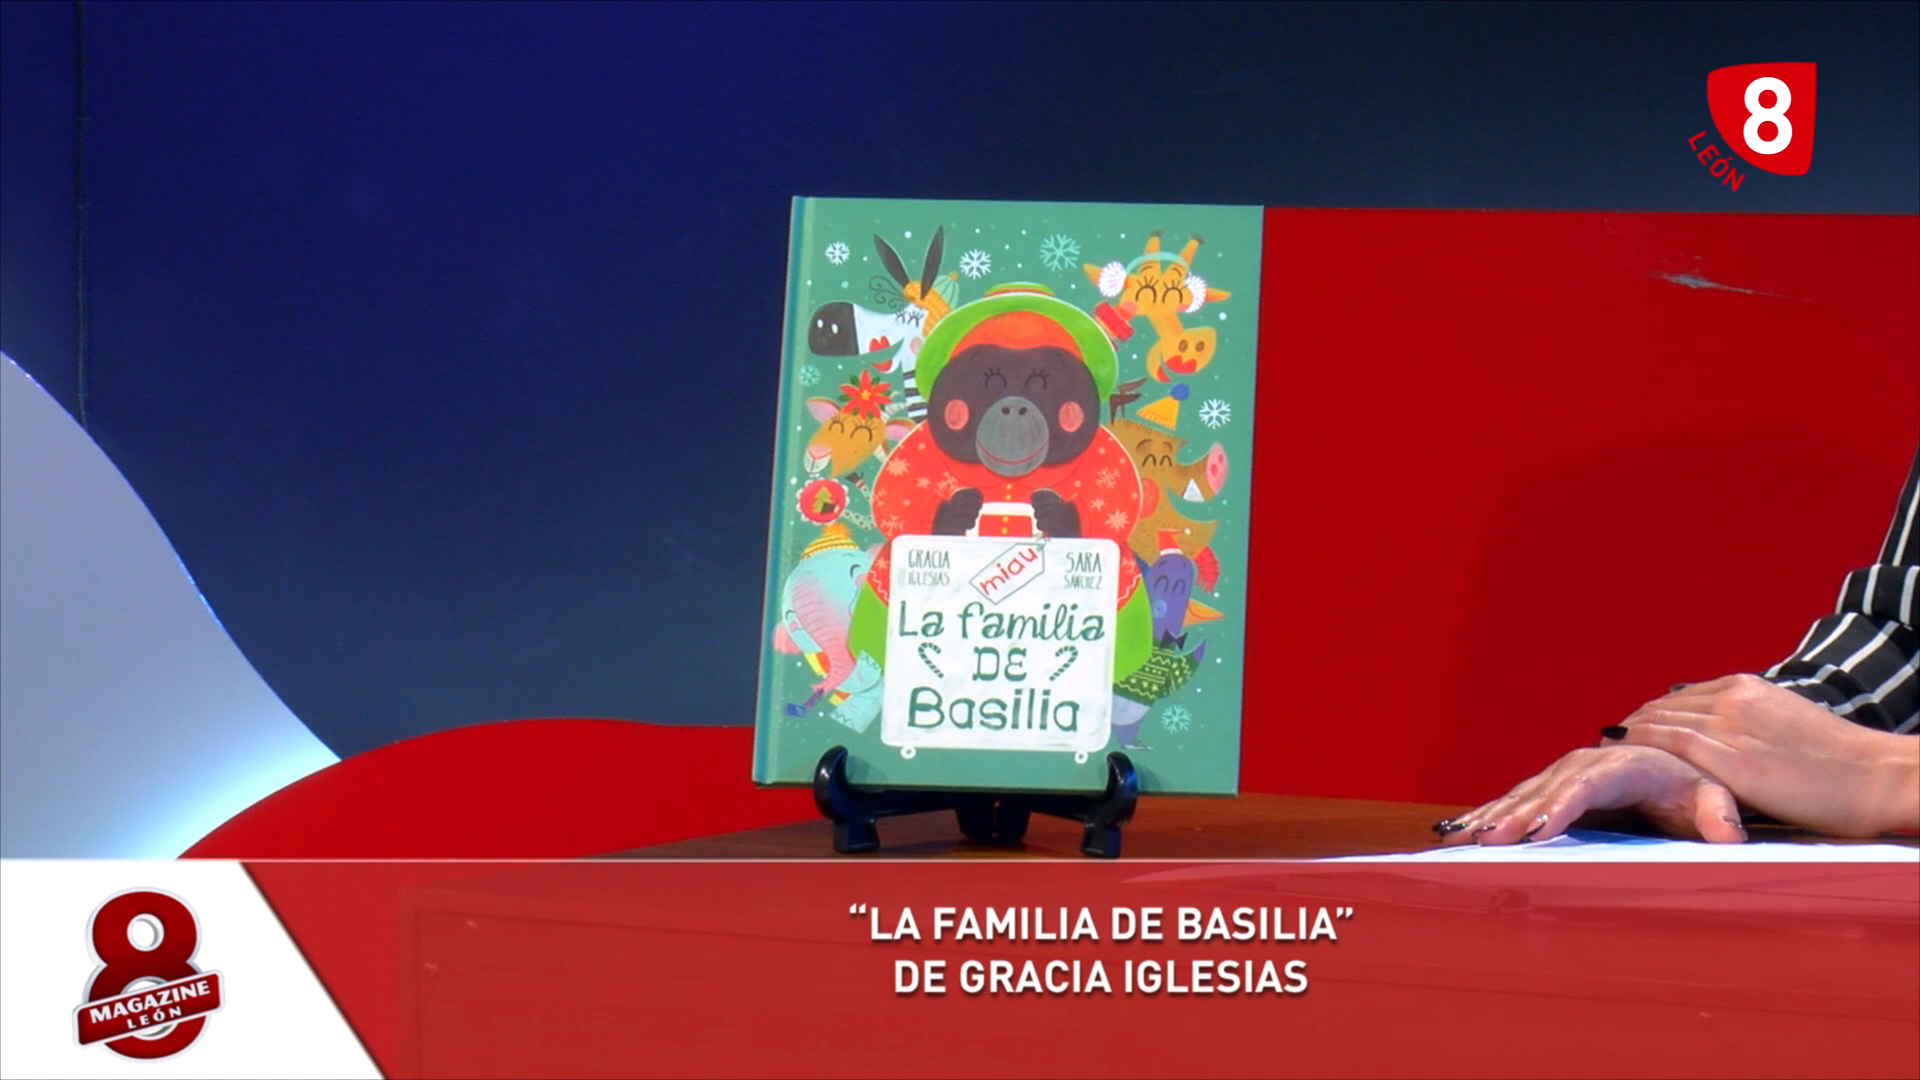 8
LEÓN
GRACIA
IGLESIAS
miau
SARA
SÁNCHEZ
La familia
DE
Basilia
8
MAGAZINE
LEÓN
“LA FAMILIA DE BASILIA”
DE GRACIA IGLESIAS